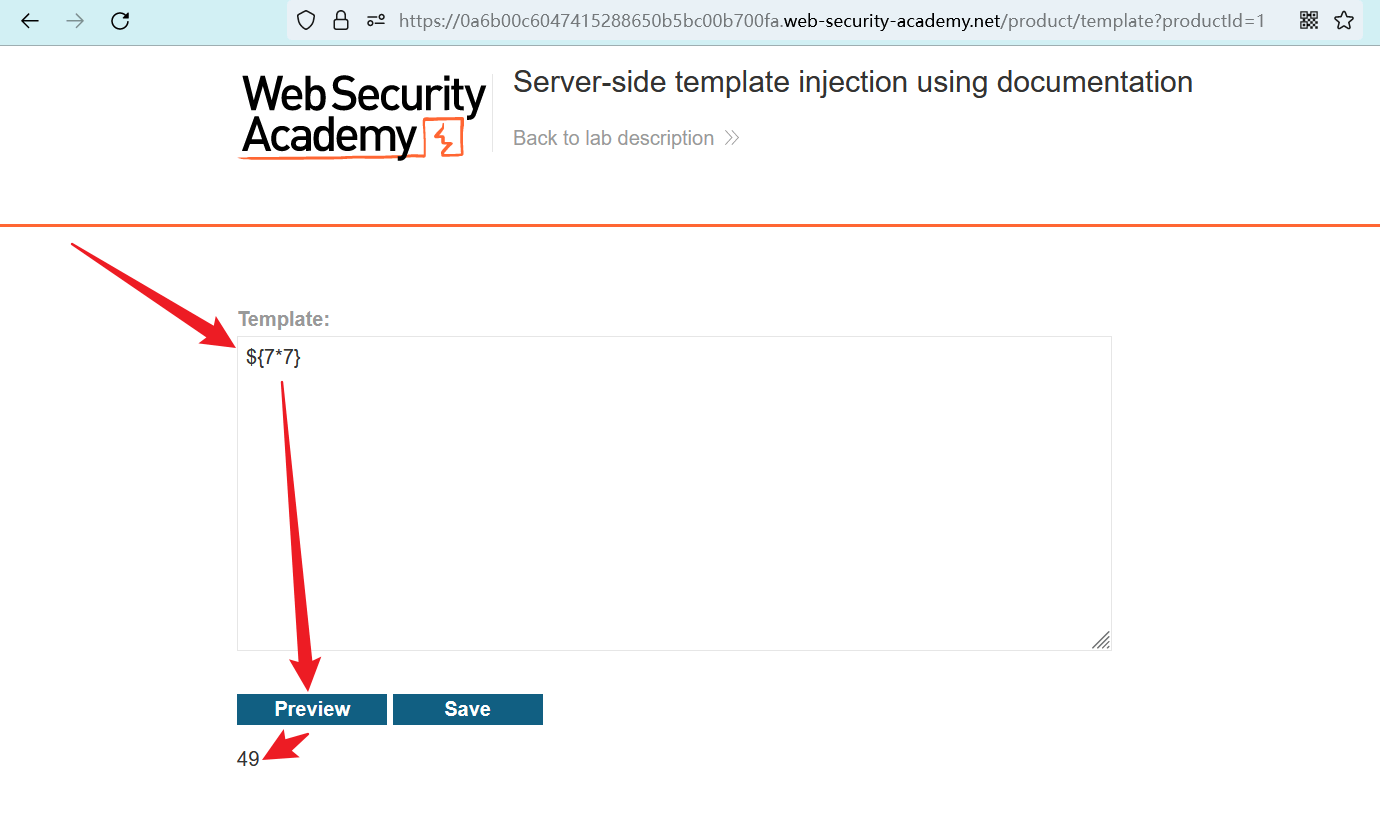 https://0a6b00c6047415288650b5bc00b700fa.web-security-academy.net/product/template?productId=1
Web Security
Academy
Server-side template injection using documentation
Back to lab description
Template:
${7*7}
Preview
Save
49